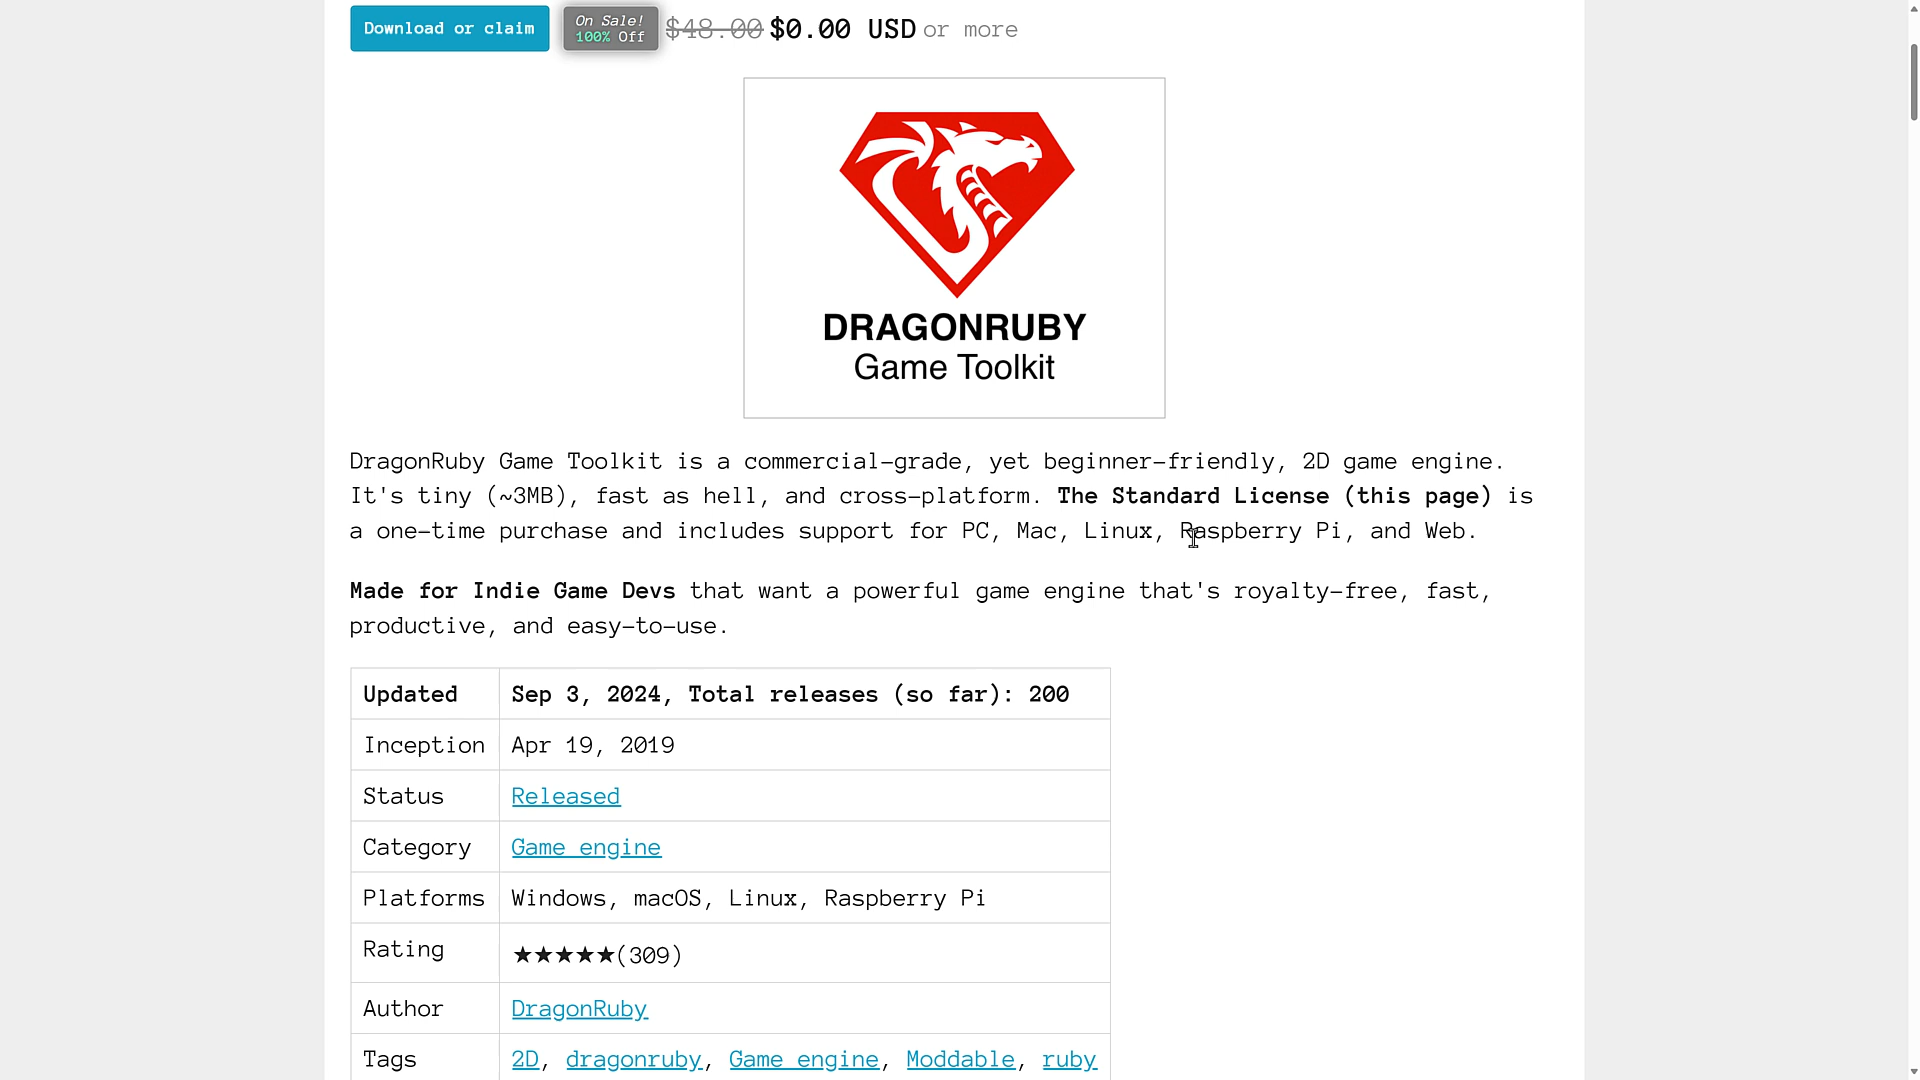 Download or claim
On Sale!
100% Off
$48.00 $0.00 USD or more
DRAGONRUBY
Game Toolkit
DragonRuby Game Toolkit is a commercial-grade, yet beginner-friendly, 2D game engine.
It's tiny (~3MB), fast as hell, and cross-platform. The Standard License (this page) is
a one-time purchase and includes support for PC, Mac, Linux, Raspberry Pi, and Web.
Made for Indie Game Devs that want a powerful game engine that's royalty-free, fast,
productive, and easy-to-use.
Updated Sep 3, 2024, Total releases (so far): 200
Inception Apr 19, 2019
Status Released
Category Game engine
Platforms Windows, macOS, Linux, Raspberry Pi
Rating ★★★★★(309)
Author DragonRuby
Tags 2D, dragonruby, Game engine, Moddable, ruby